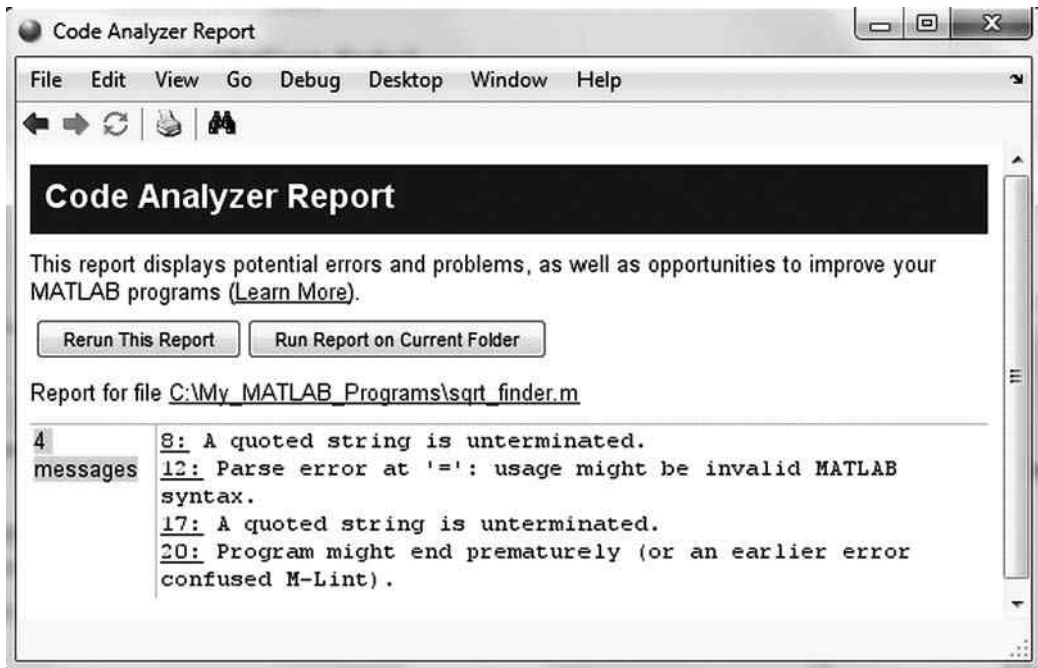 Code Analyzer Report
File Edit View Go Debug Desktop Window Help
Code Analyzer Report
This report displays potential errors and problems, as well as opportunities to improve your
MATLAB programs (Learn More).
Rerun This Report Run Report on Current Folder
Report for file C:\My_MATLAB_Programs\sqrt_finder.m
4 messages
8: A quoted string is unterminated.
12: Parse error at '=': usage might be invalid MATLAB
syntax.
17: A quoted string is unterminated.
20: Program might end prematurely (or an earlier error
confused M-Lint).